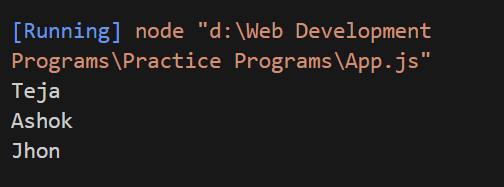 [Running] node "d:\Web Development
Programs\Practice Programs\App.js"
Teja
Ashok
Jhon